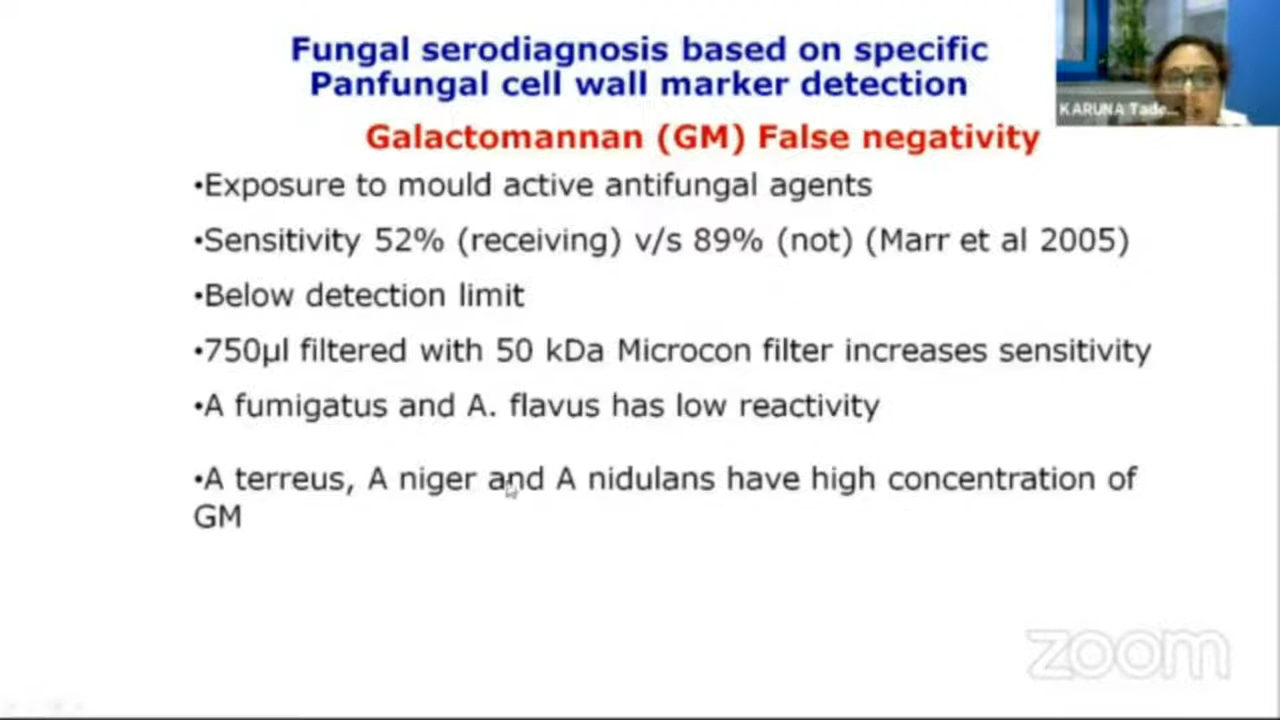 Fungal serodiagnosis based on specific
Panfungal cell wall marker detection
KARUNA Tade...
Galactomannan (GM) False negativity
•Exposure to mould active antifungal agents
•Sensitivity 52% (receiving) v/s 89% (not) (Marr et al 2005)
•Below detection limit
•750µl filtered with 50 kDa Microcon filter increases sensitivity
•A fumigatus and A. flavus has low reactivity
•A terreus, A niger and A nidulans have high concentration of
GM
zoom